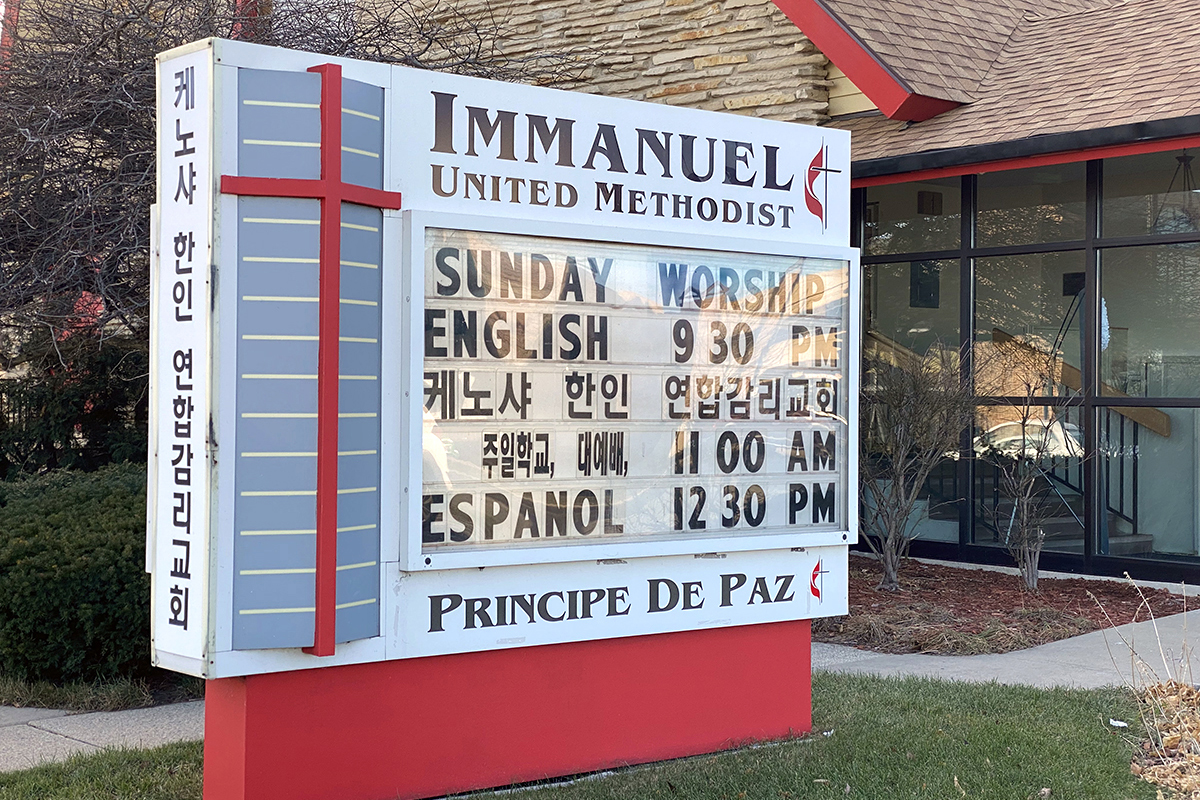 케노샤 한인 연합감리교회
IMMANUEL
UNITED METHODIST
SUNDAY WORSHIP
ENGLISH 9 30 PM
케노샤 한인 연합감리교회
주일학교, 대예배, 11 00 AM
ESPANOL 12 30 PM
PRINCIPE DE PAZ